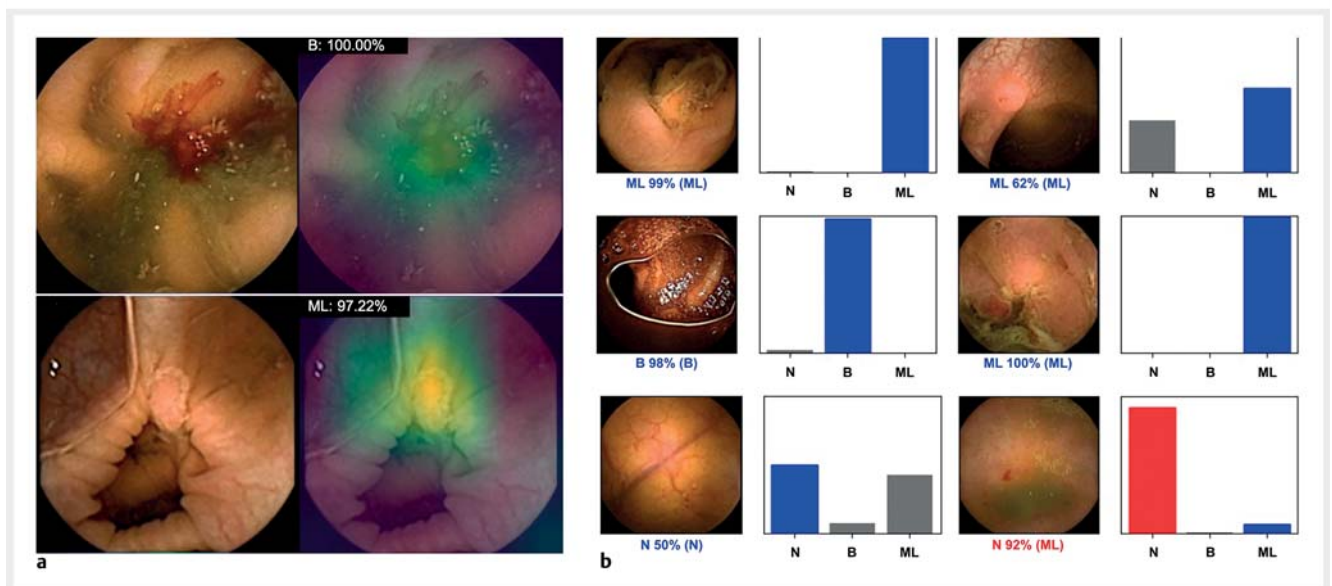 B: 100.00%
ML: 97.22%
a
ML 99% (ML)
N B ML
ML 62% (ML)
N B ML
B 98% (B)
N B ML
ML 100% (ML)
N B ML
N 50% (N)
N B ML
N 92% (ML)
N B ML
b